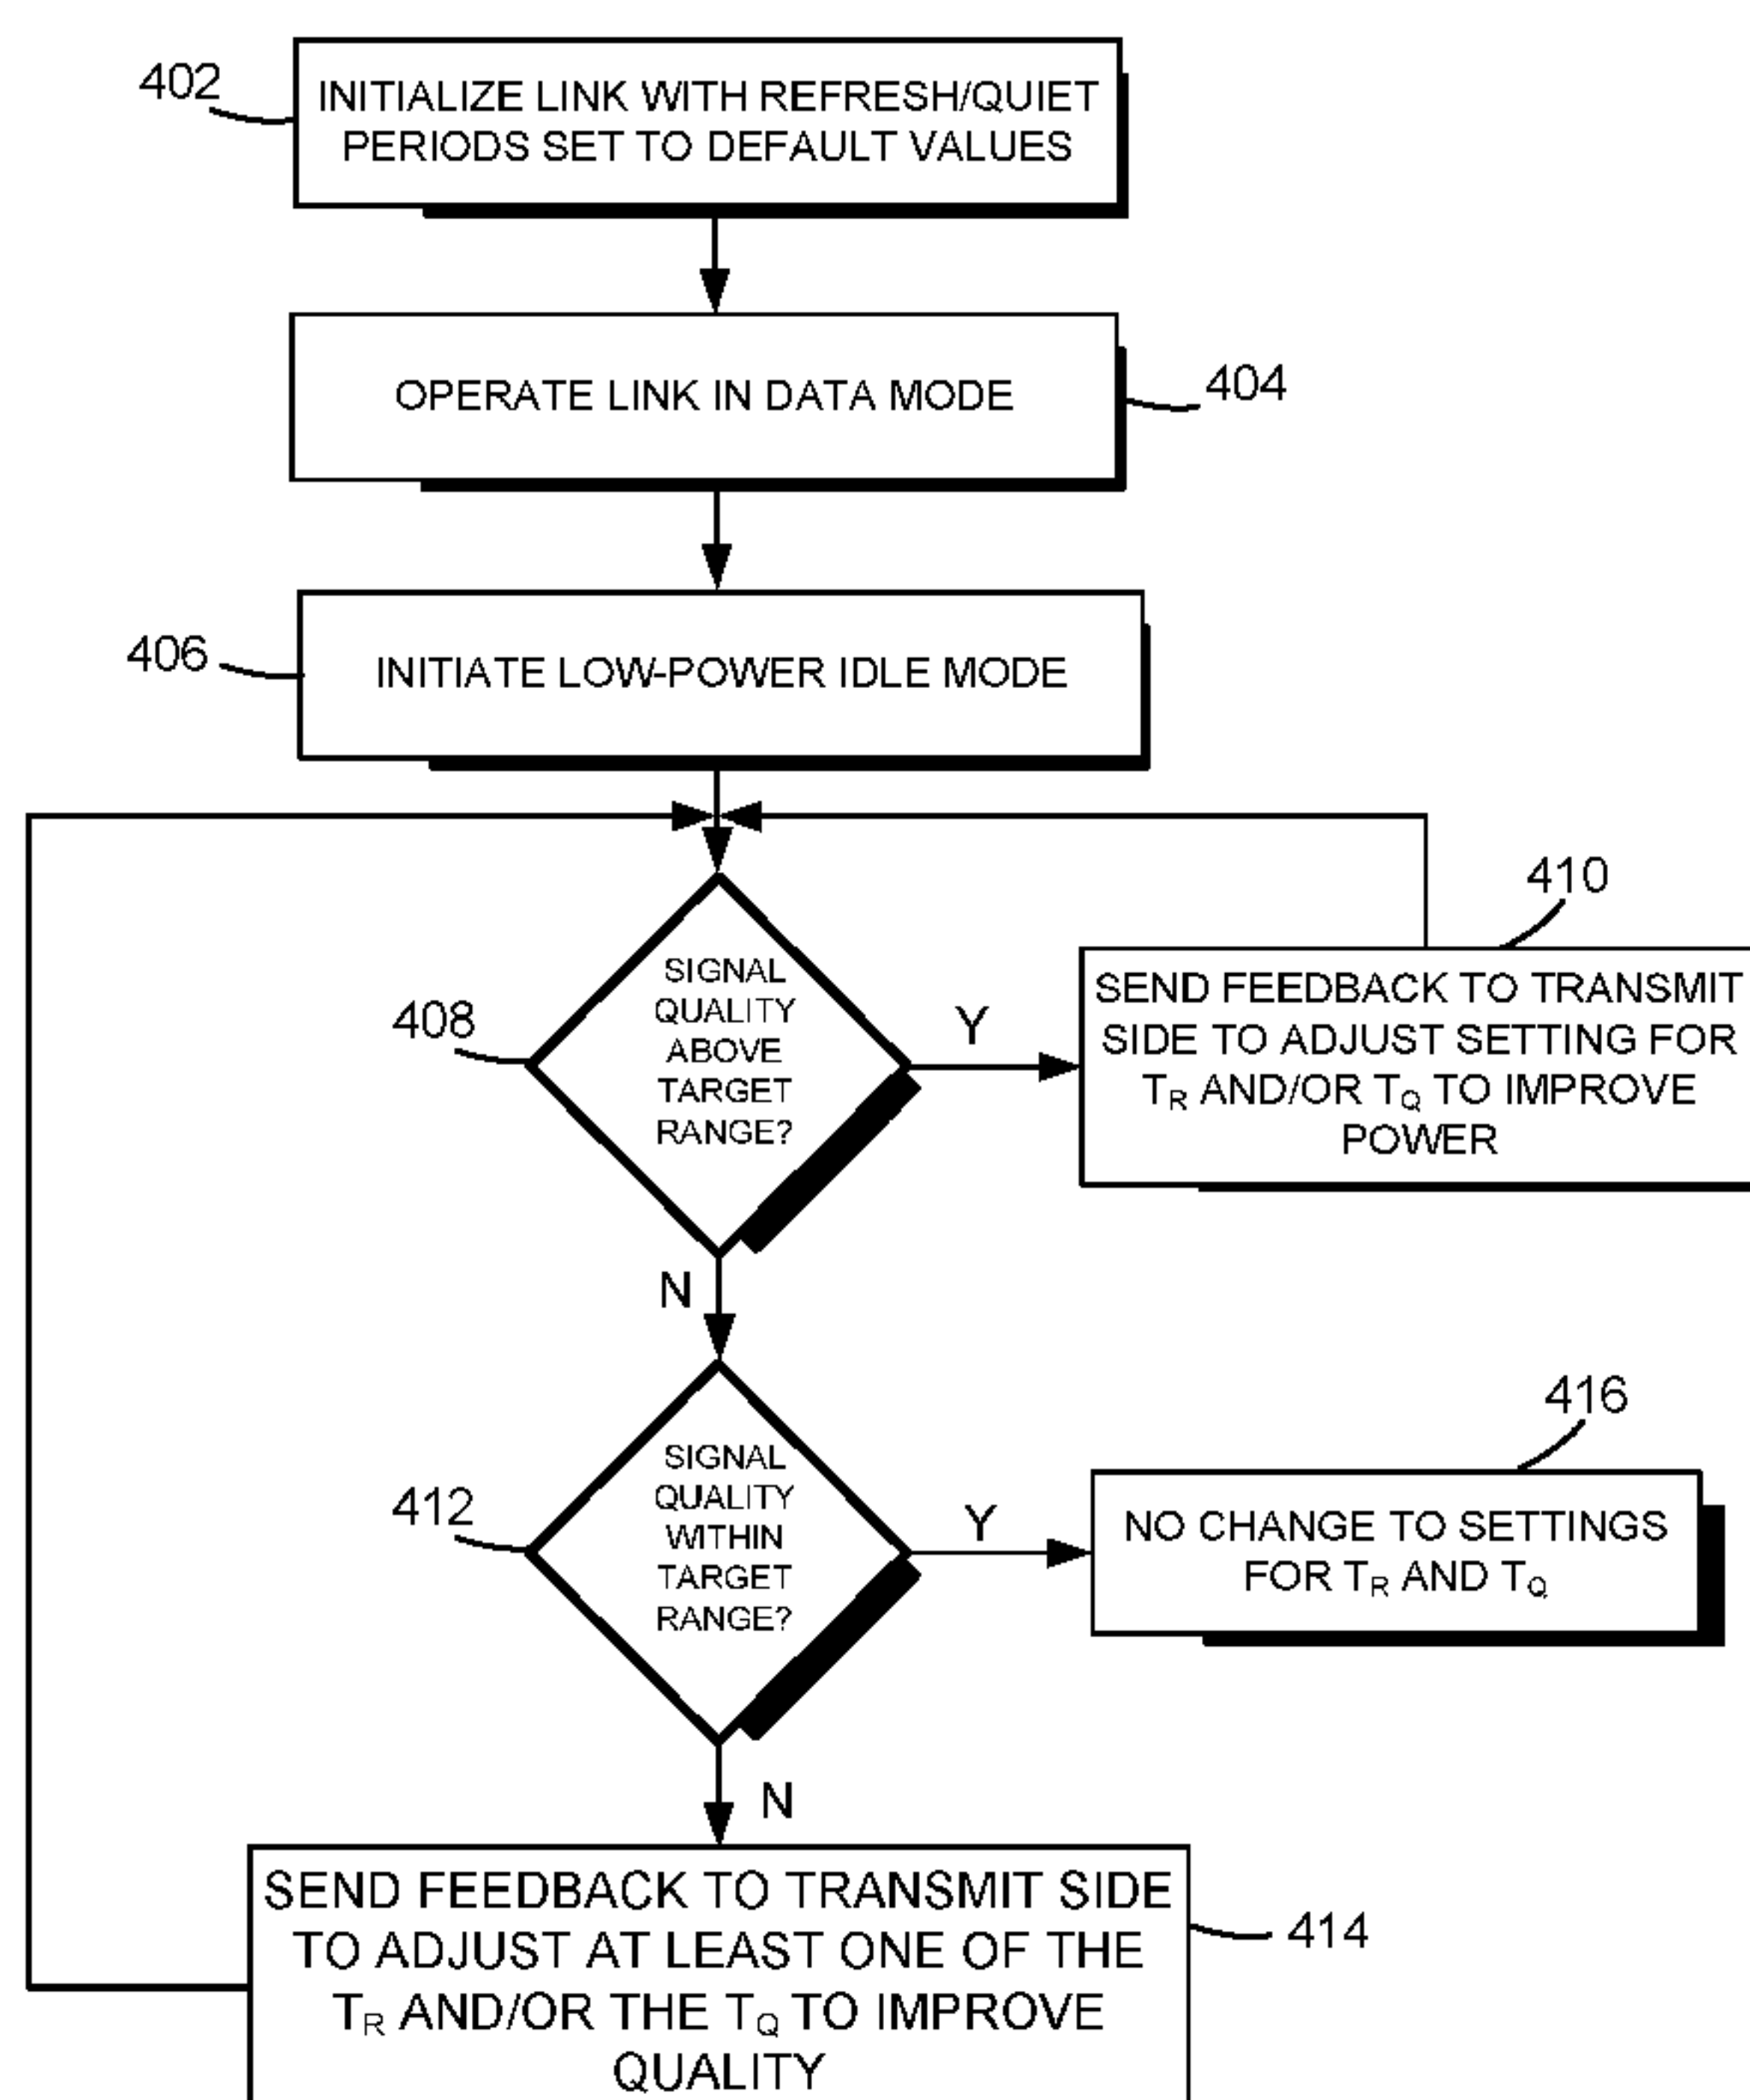 402
INITIALIZE LINK WITH REFRESH/QUIET
PERIODS SET TO DEFAULT VALUES
OPERATE LINK IN DATA MODE
404
406
INITIATE LOW-POWER IDLE MODE
408
SIGNAL
QUALITY
ABOVE
TARGET
RANGE?
Y
410
SEND FEEDBACK TO TRANSMIT
SIDE TO ADJUST SETTING FOR
TR AND/OR TQ TO IMPROVE
POWER
N
412
SIGNAL
QUALITY
WITHIN
TARGET
RANGE?
Y
416
NO CHANGE TO SETTINGS
FOR TR AND TQ
N
SEND FEEDBACK TO TRANSMIT SIDE
TO ADJUST AT LEAST ONE OF THE
TR AND/OR THE TQ TO IMPROVE
QUALITY
414